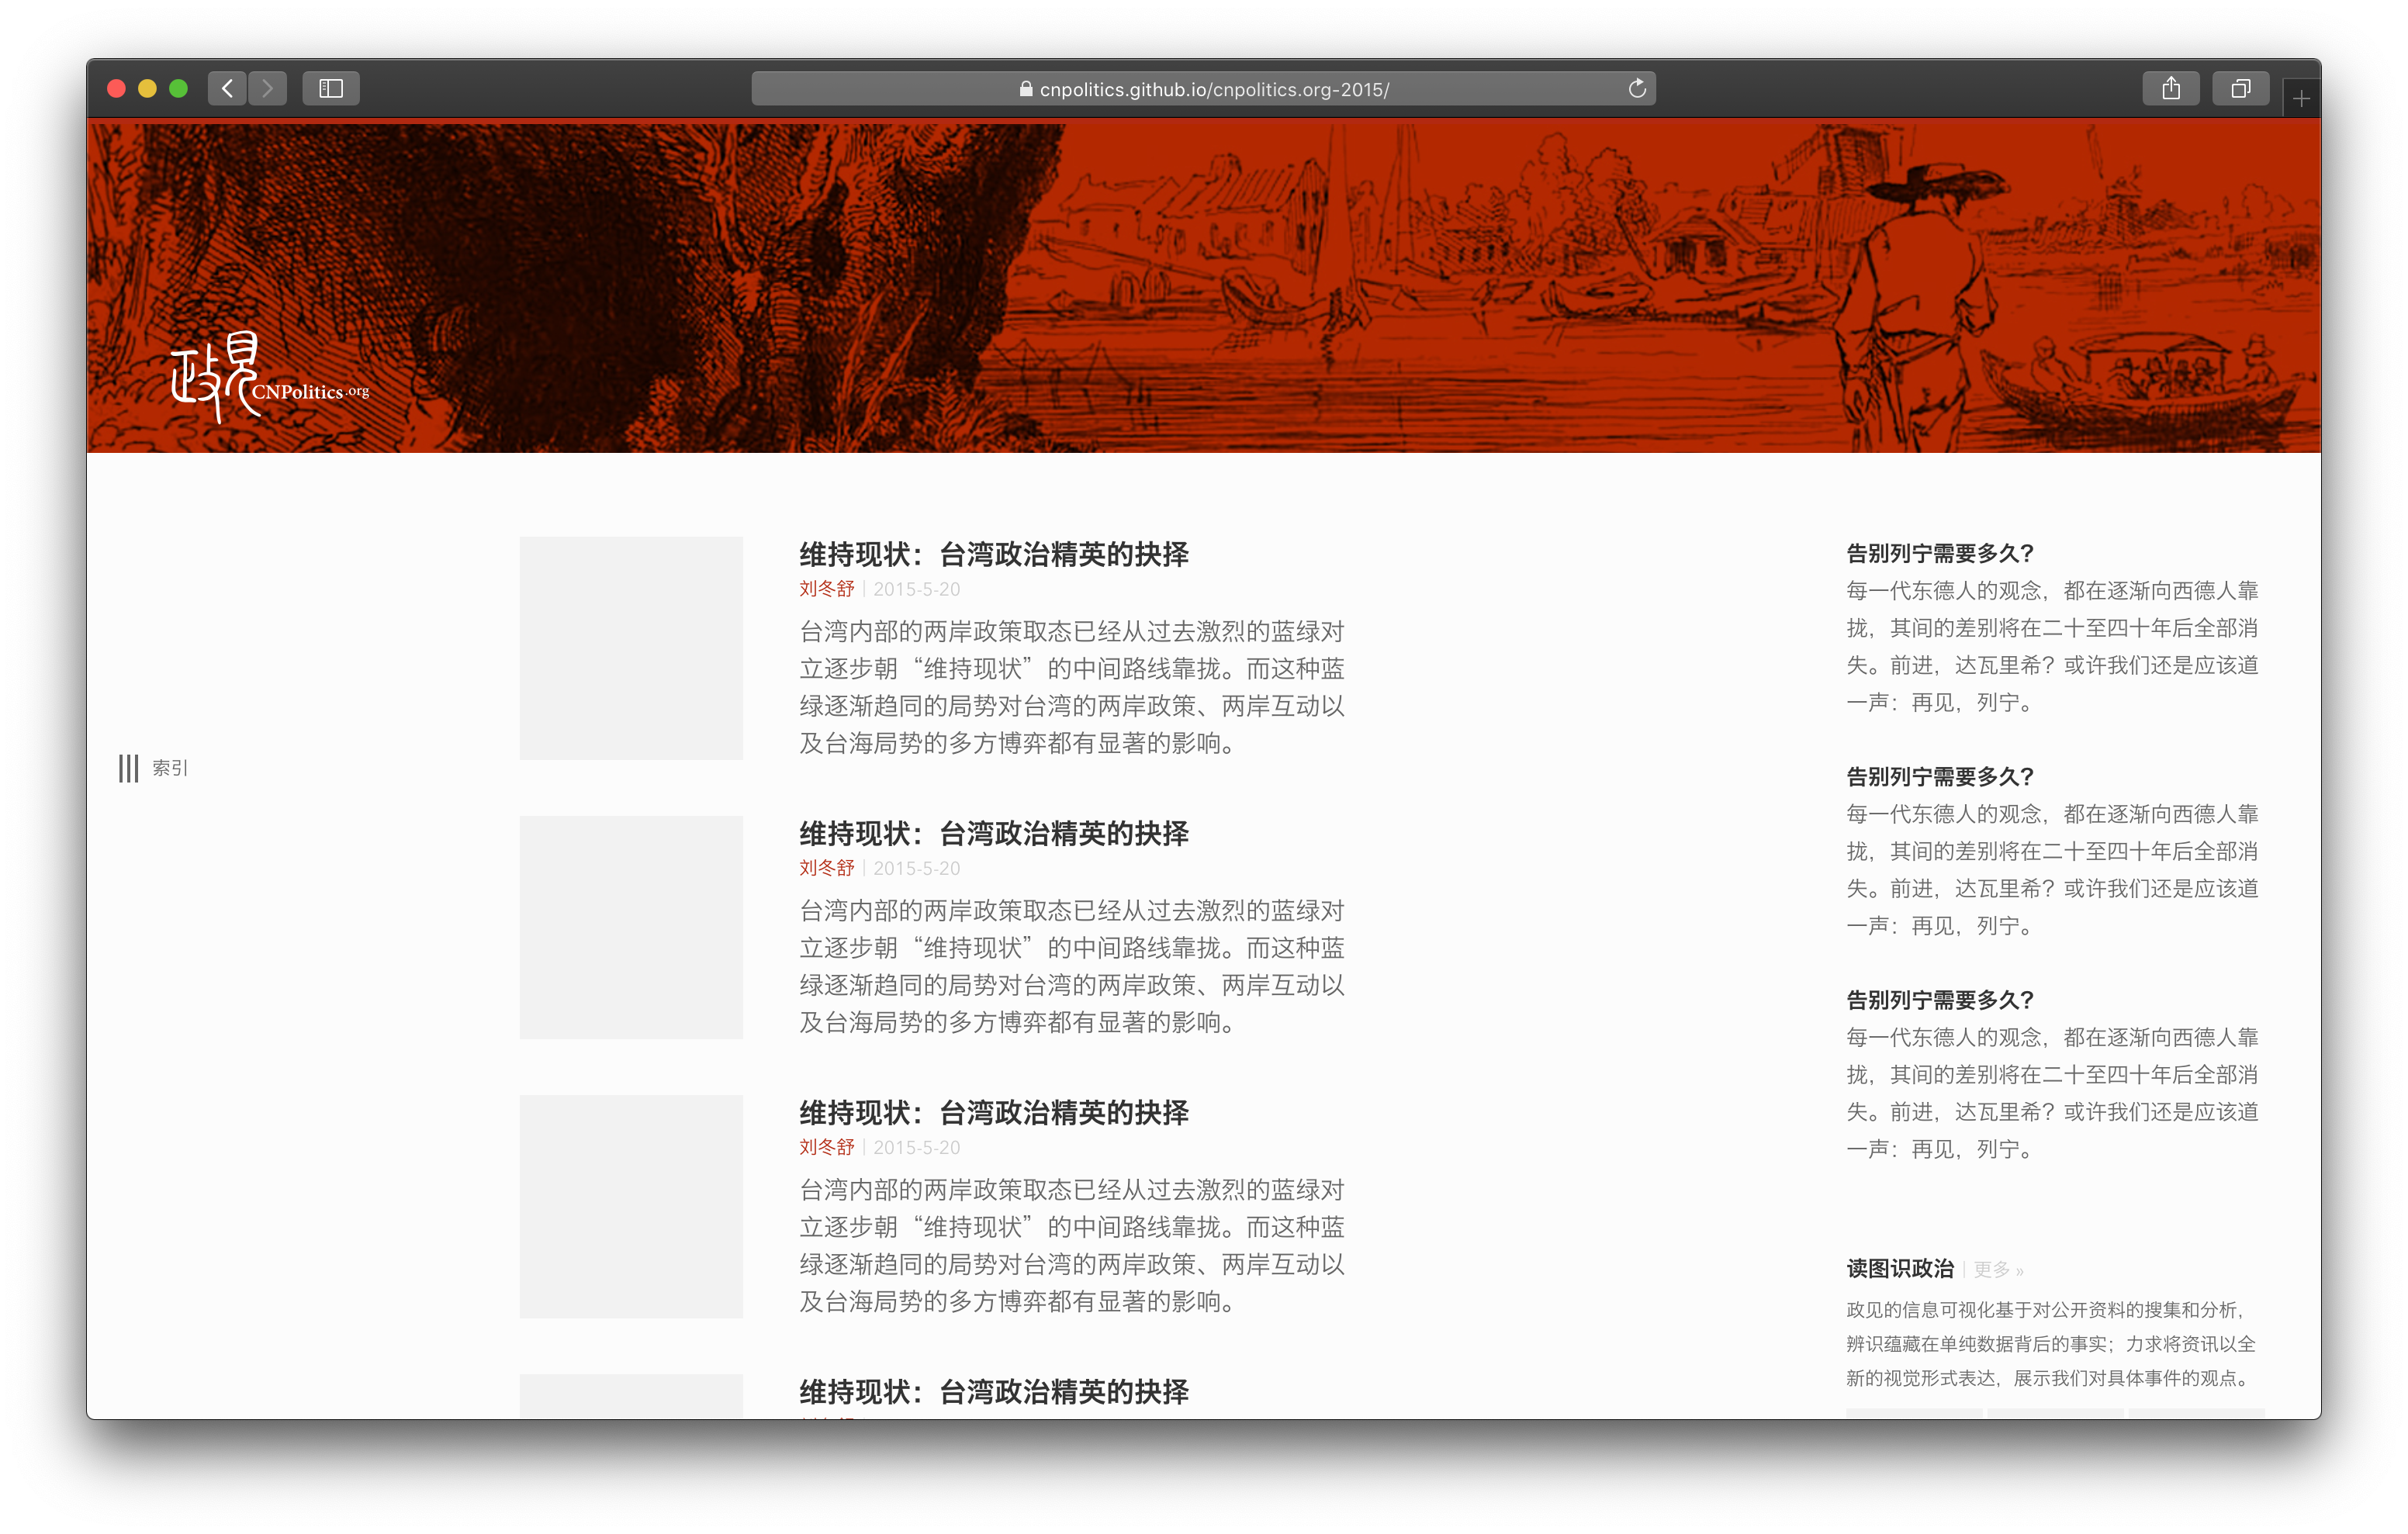 cnpolitics.github.io/cnpolitics.org-2015/
政見
CNPolitics.org
索引
维持现状：台湾政治精英的抉择
刘冬舒 | 2015-5-20
台湾内部的两岸政策取态已经从过去激烈的蓝绿对
立逐步朝“维持现状”的中间路线靠拢。而这种蓝
绿逐渐趋同的局势对台湾的两岸政策、两岸互动以
及台海局势的多方博弈都有显著的影响。
维持现状：台湾政治精英的抉择
刘冬舒 | 2015-5-20
台湾内部的两岸政策取态已经从过去激烈的蓝绿对
立逐步朝“维持现状”的中间路线靠拢。而这种蓝
绿逐渐趋同的局势对台湾的两岸政策、两岸互动以
及台海局势的多方博弈都有显著的影响。
维持现状：台湾政治精英的抉择
刘冬舒 | 2015-5-20
台湾内部的两岸政策取态已经从过去激烈的蓝绿对
立逐步朝“维持现状”的中间路线靠拢。而这种蓝
绿逐渐趋同的局势对台湾的两岸政策、两岸互动以
及台海局势的多方博弈都有显著的影响。
维持现状：台湾政治精英的抉择
告别列宁需要多久？
每一代东德人的观念，都在逐渐向西德人靠
拢，其间的差别将在二十至四十年后全部消
失。前进，达瓦里希？或许我们还是应该道
一声：再见，列宁。
告别列宁需要多久？
每一代东德人的观念，都在逐渐向西德人靠
拢，其间的差别将在二十至四十年后全部消
失。前进，达瓦里希？或许我们还是应该道
一声：再见，列宁。
告别列宁需要多久？
每一代东德人的观念，都在逐渐向西德人靠
拢，其间的差别将在二十至四十年后全部消
失。前进，达瓦里希？或许我们还是应该道
一声：再见，列宁。
读图识政治 | 更多 »
政见的信息可视化基于对公开资料的搜集和分析，
辨识蕴藏在单纯数据背后的事实；力求将资讯以全
新的视觉形式表达，展示我们对具体事件的观点。